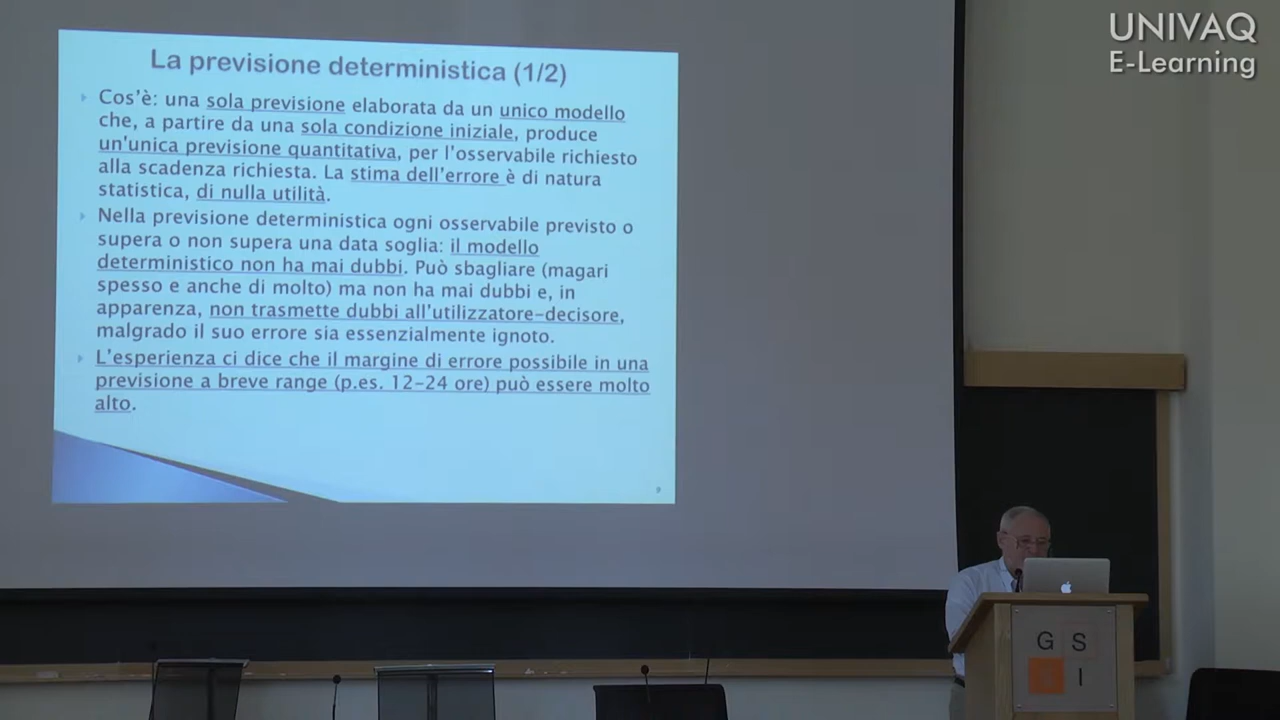 UNIVAQ
E-Learning
La previsione deterministica (1/2)
Cos'è: una sola previsione elaborata da un unico modello
che, a partire da una sola condizione iniziale, produce
un'unica previsione quantitativa, per l'osservabile richiesto
alla scadenza richiesta. La stima dell'errore è di natura
statistica, di nulla utilità.
Nella previsione deterministica ogni osservabile previsto o
supera o non supera una data soglia: il modello
deterministico non ha mai dubbi. Può sbagliare (magari
spesso e anche di molto) ma non ha mai dubbi e, in
apparenza, non trasmette dubbi all'utilizzatore-decisore,
malgrado il suo errore sia essenzialmente ignoto.
L'esperienza ci dice che il margine di errore possibile in una
previsione a breve range (p.es. 12-24 ore) può essere molto
alto.
9
G S
S I